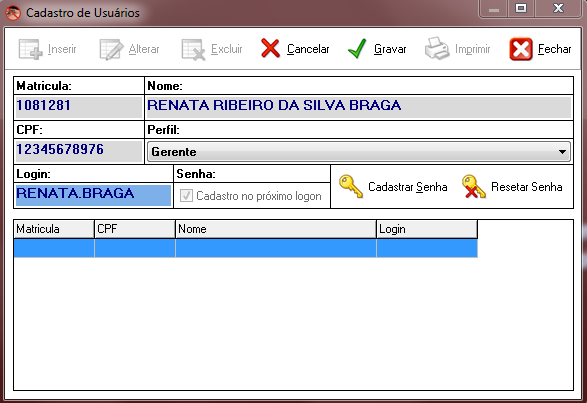 Cadastro de Usuários
Inserir Alterar Excluir Cancelar Gravar Imprimir Fechar
Matricula: Nome:
1081281 RENATA RIBEIRO DA SILVA BRAGA
CPF: Perfil:
12345678976 Gerente
Login: Senha:
RENATA.BRAGA Cadastro no próximo logon Cadastrar Senha Resetar Senha
Matricula CPF Nome Login